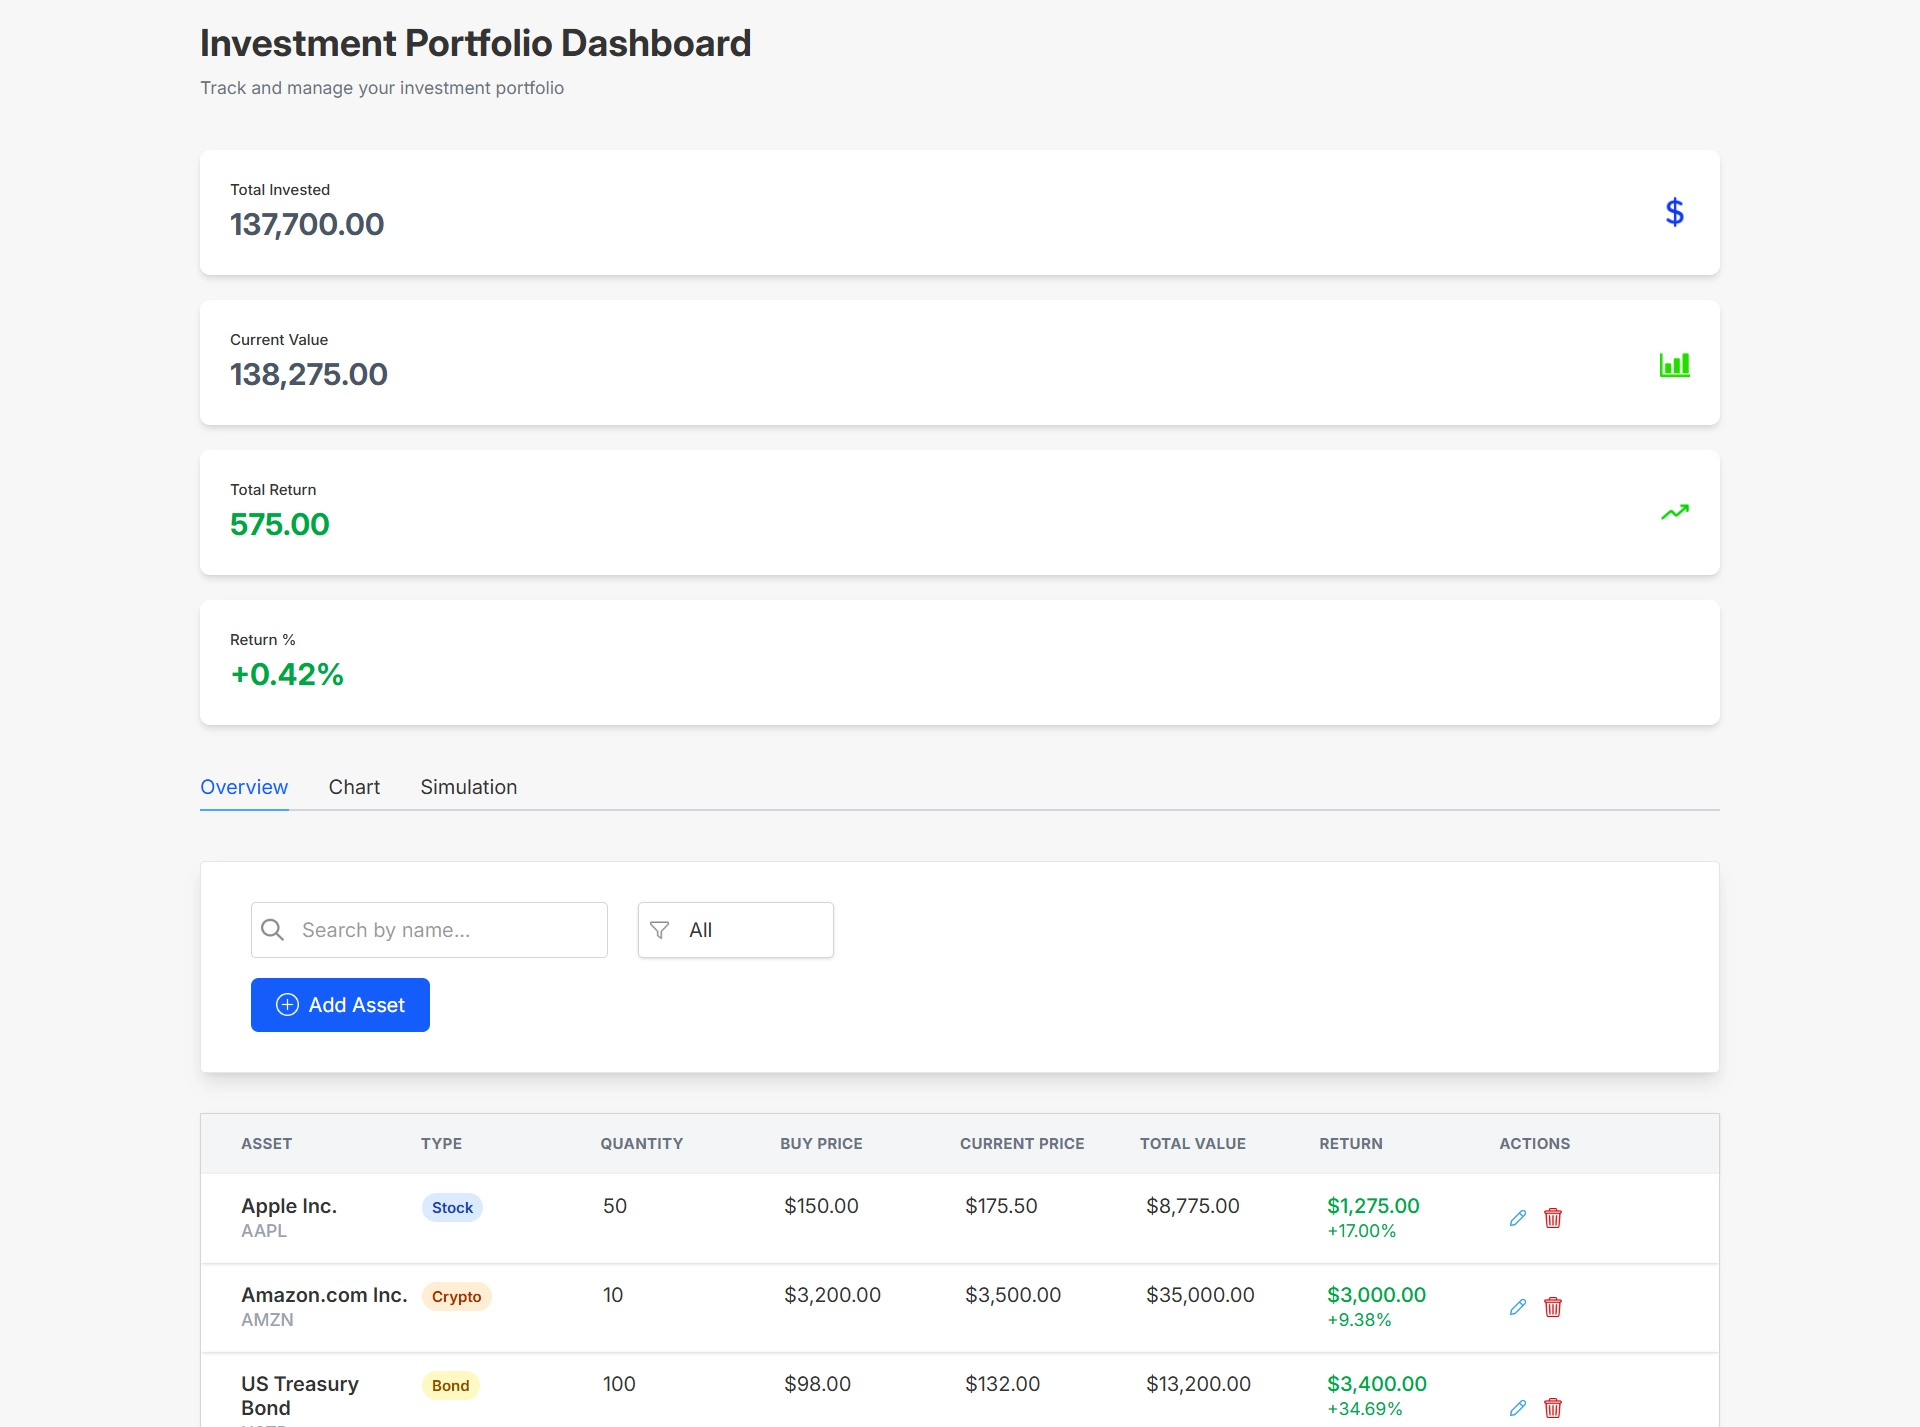 Investment Portfolio Dashboard
Track and manage your investment portfolio
Total Invested
137,700.00
$
Current Value
138,275.00
Total Return
575.00
Return %
+0.42%
Overview Chart Simulation
Search by name...
All
Add Asset
ASSET TYPE QUANTITY BUY PRICE CURRENT PRICE TOTAL VALUE RETURN ACTIONS
Apple Inc. Stock 50 $150.00 $175.50 $8,775.00 $1,275.00
AAPL +17.00%
Amazon.com Inc. Crypto 10 $3,200.00 $3,500.00 $35,000.00 $3,000.00
AMZN +9.38%
US Treasury Bond 100 $98.00 $132.00 $13,200.00 $3,400.00
Bond +34.69%